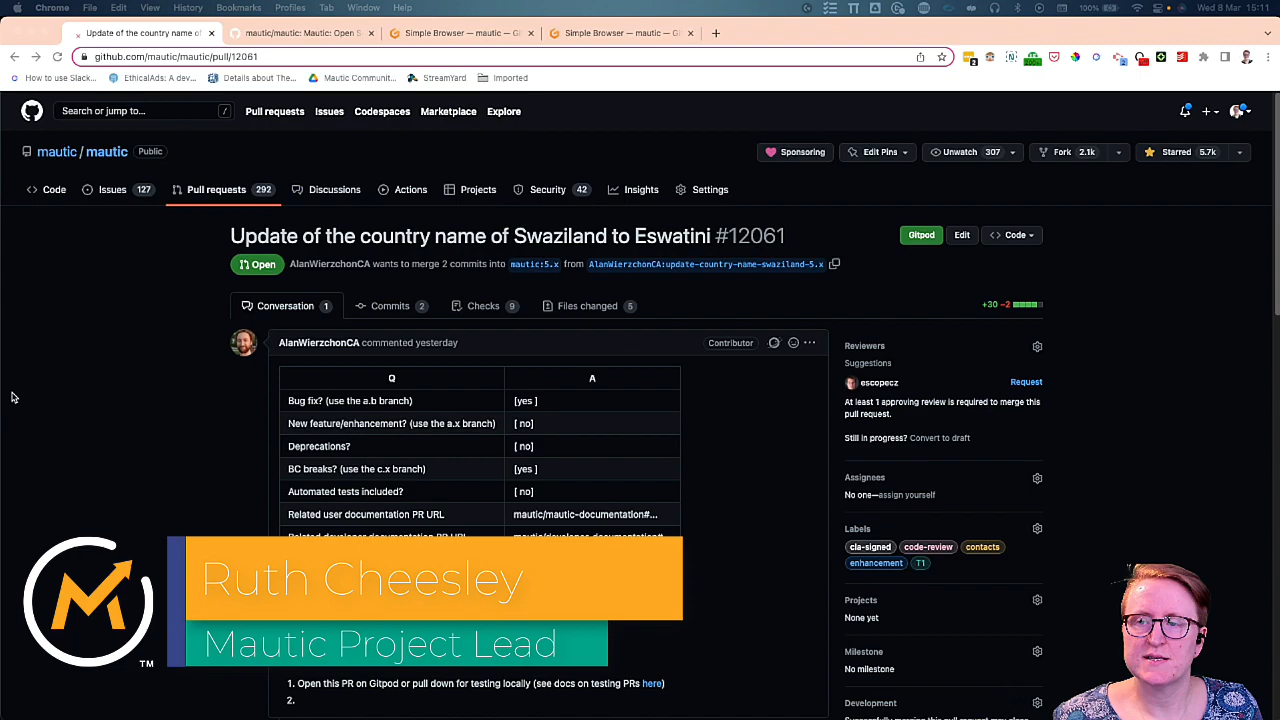 Chrome File Edit View History Bookmarks Profiles Tab Window Help 100% Wed 8 Mar 15:11
Update of the country name of
mautic/mautic: Mautic: Open S
Simple Browser — mautic — Gi
Simple Browser — mautic — Gi
github.com/mautic/mautic/pull/12061
How to use Slack...
EthicalAds: A dev...
Details about The...
Mautic Communit...
StreamYard
Imported
Search or jump to... /
Pull requests Issues Codespaces Marketplace Explore
mautic / mautic Public
Sponsoring
Edit Pins
Unwatch 307
Fork 2.1k
Starred 5.7k
Code
Issues 127
Pull requests 292
Discussions
Actions
Projects
Security 42
Insights
Settings
Update of the country name of Swaziland to Eswatini #12061
Gitpod Edit <> Code
Open AlanWierzchonCA wants to merge 2 commits into mautic:5.x from AlanWierzchonCA:update-country-name-swaziland-5.x
Conversation 1
Commits 2
Checks 9
Files changed 5
+30 −2
AlanWierzchonCA commented yesterday
Contributor
Q A
Bug fix? (use the a.b branch) [yes ]
New feature/enhancement? (use the a.x branch) [ no]
Deprecations? [ no]
BC breaks? (use the c.x branch) [yes ]
Automated tests included? [ no]
Related user documentation PR URL mautic/mautic-documentation#...
Related developer documentation PR URL mautic/developer-documentation#
Ruth Cheesley
Mautic Project Lead
M
TM
1. Open this PR on Gitpod or pull down for testing locally (see docs on testing PRs here)
2.
Reviewers
Suggestions
escopecz Request
At least 1 approving review is required to merge this
pull request.
Still in progress? Convert to draft
Assignees
No one—assign yourself
Labels
cla-signed code-review contacts
enhancement T1
Projects
None yet
Milestone
No milestone
Development